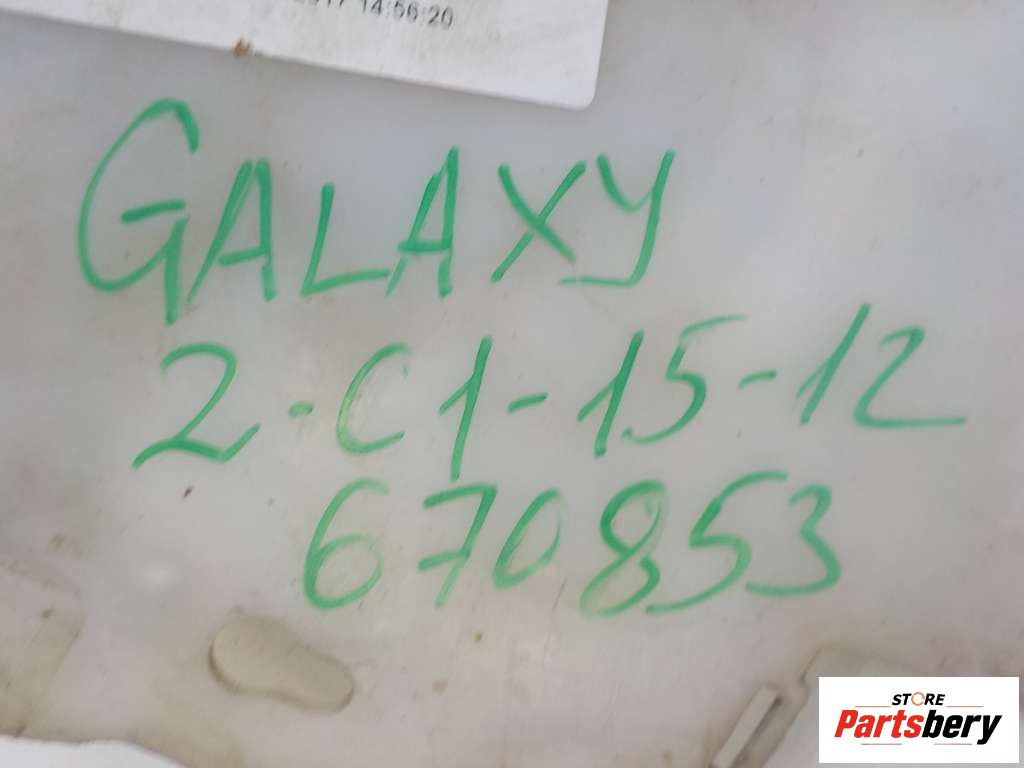 14:56:20
GALAXY
2-C1-15-12
670853
STORE
Partsbery